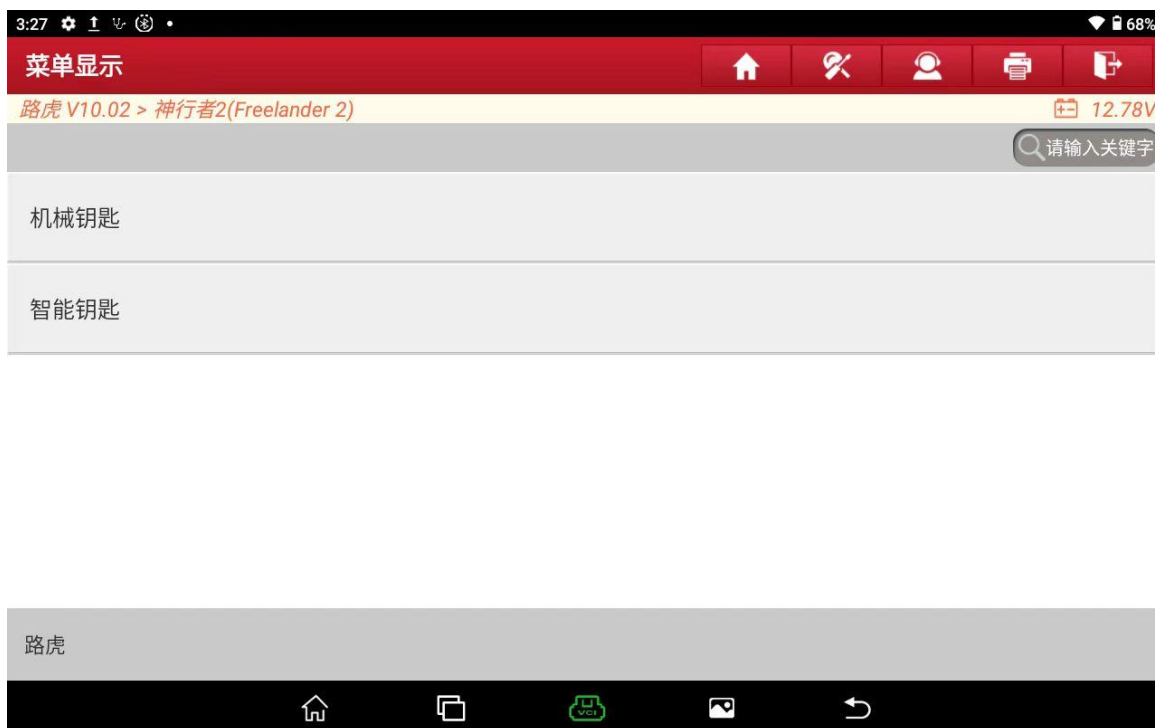 3:27
68%
菜单显示
路虎 V10.02 > 神行者2(Freelander 2)
12.78V
请输入关键字
机械钥匙
智能钥匙
路虎
VCI